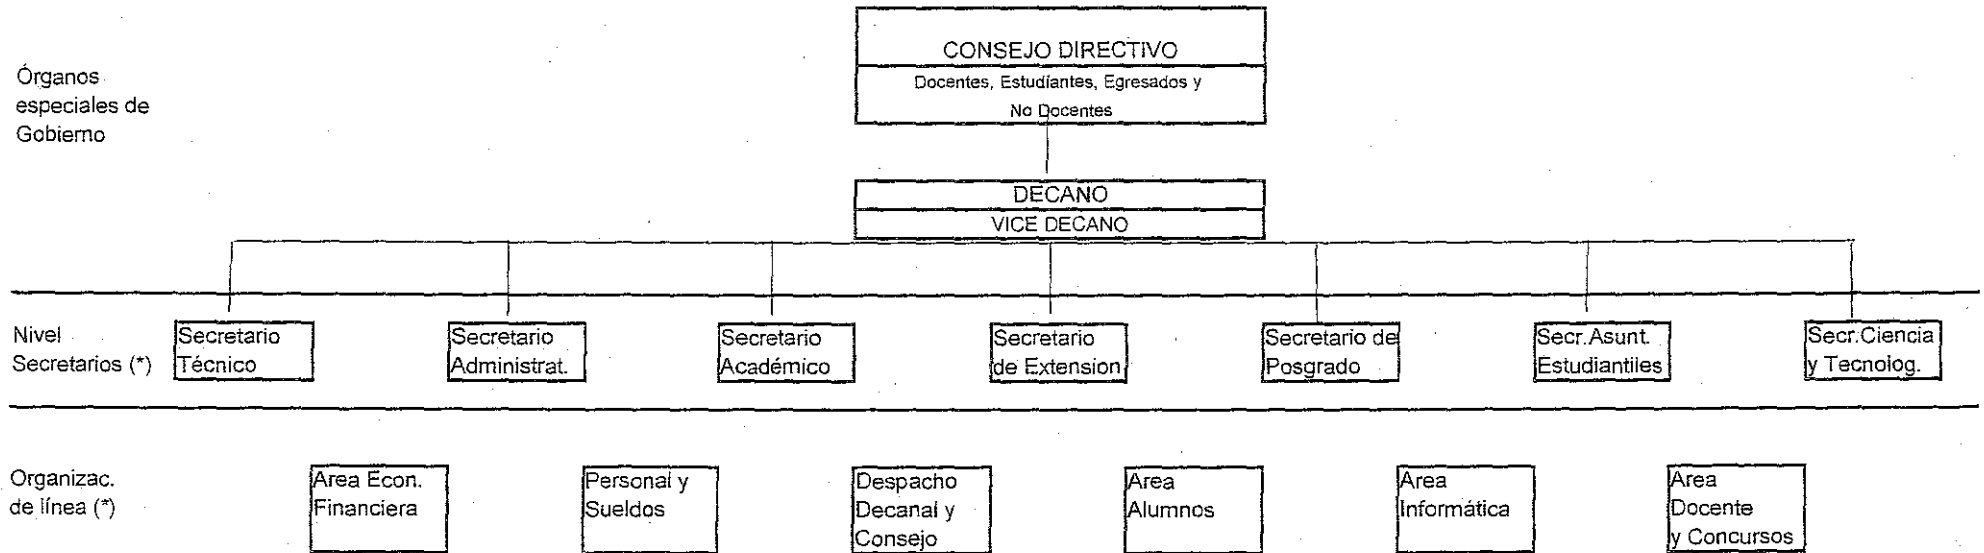 CONSEJO DIRECTIVO
Docentes, Estudiantes, Egresados y
No Docentes
Órganos
especiales de
Gobierno
DECANO
VICE DECANO
Nivel
Secretarios (*)
Secretario
Técnico
Secretario
Administrat.
Secretario
Académico
Secretario
de Extension
Secretario de
Posgrado
Secr.Asunt.
Estudiantiles
Secr.Ciencia
y Tecnolog.
Organizac.
de línea (*)
Area Econ.
Financiera
Personal y
Sueldos
Despacho
Decanal y
Consejo
Area
Alumnos
Area
Informática
Area
Docente
y Concursos